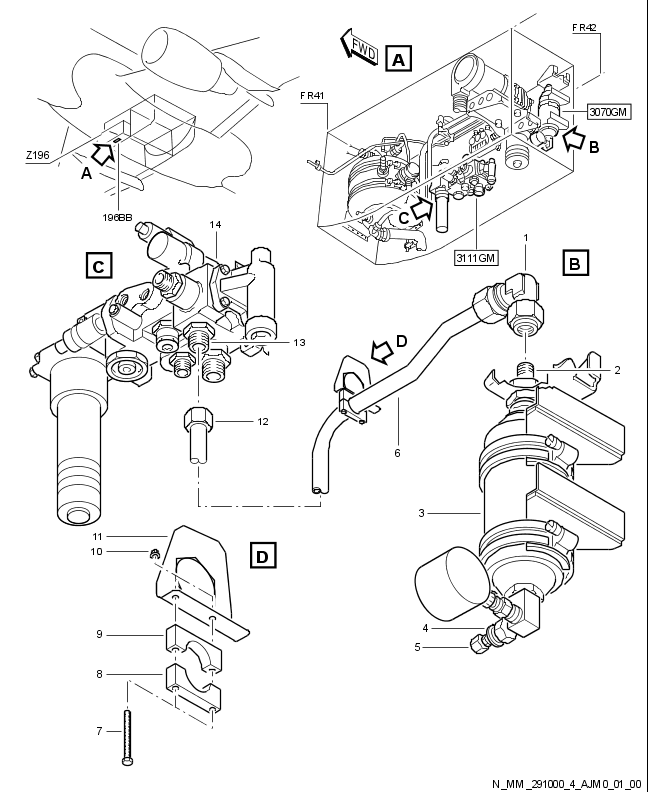 FR42
FWD
A
FR41
3070GM
B
Z196
A
C
196BB
3111GM
14
C
1
B
D
13
2
12
6
3
11
10
D
9
4
5
8
7
N_MM_291000_4_AJM0_01_00